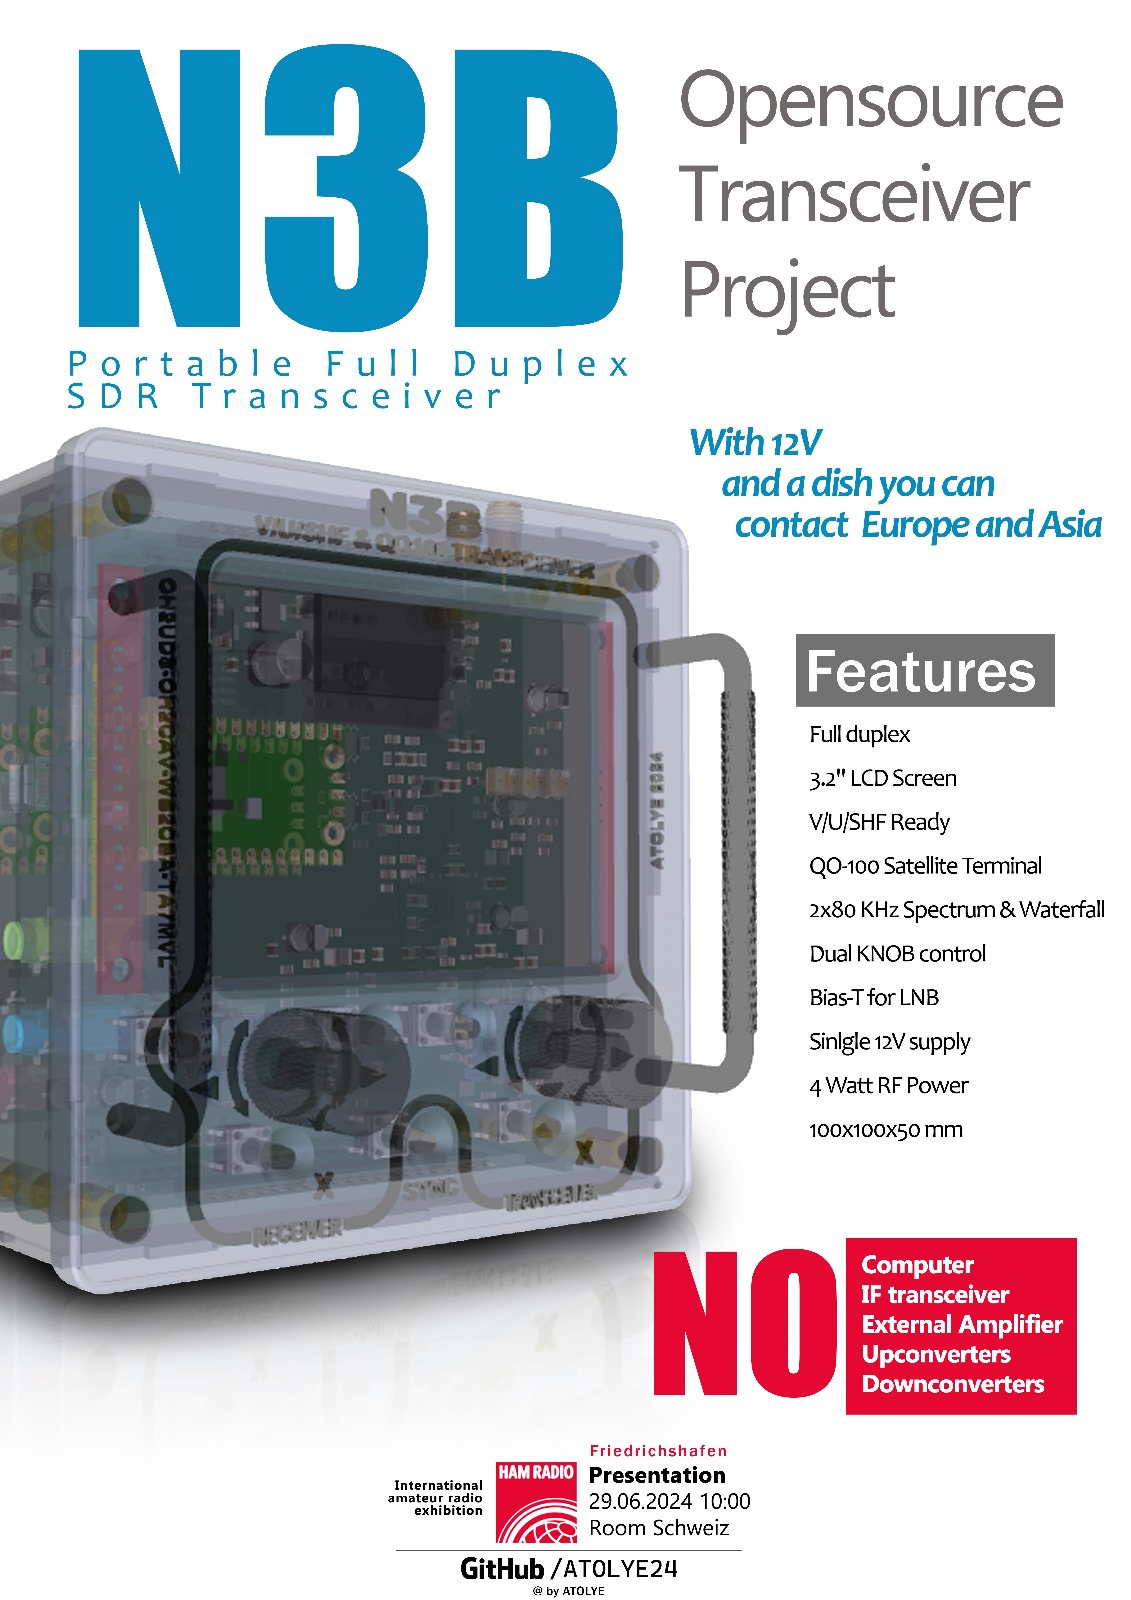 N3B
Opensource
Transceiver
Project
Portable Full Duplex
SDR Transceiver
With 12V
and a dish you can
contact Europe and Asia
N3B
V/U/SHF & QO-100 TRANSCEIVER
ATOLYE 2024
RECEIVER
X
SYNC
TRANSCEIVER
X
Features
Full duplex
3.2" LCD Screen
V/U/SHF Ready
QO-100 Satellite Terminal
2x80 KHz Spectrum & Waterfall
Dual KNOB control
Bias-T for LNB
Sinlgle 12V supply
4 Watt RF Power
100x100x50 mm
NO
Computer
IF transceiver
External Amplifier
Upconverters
Downconverters
International
amateur radio
exhibition
HAM RADIO
Friedrichshafen
Presentation
29.06.2024 10:00
Room Schweiz
GitHub /ATOLYE24
@ by ATOLYE